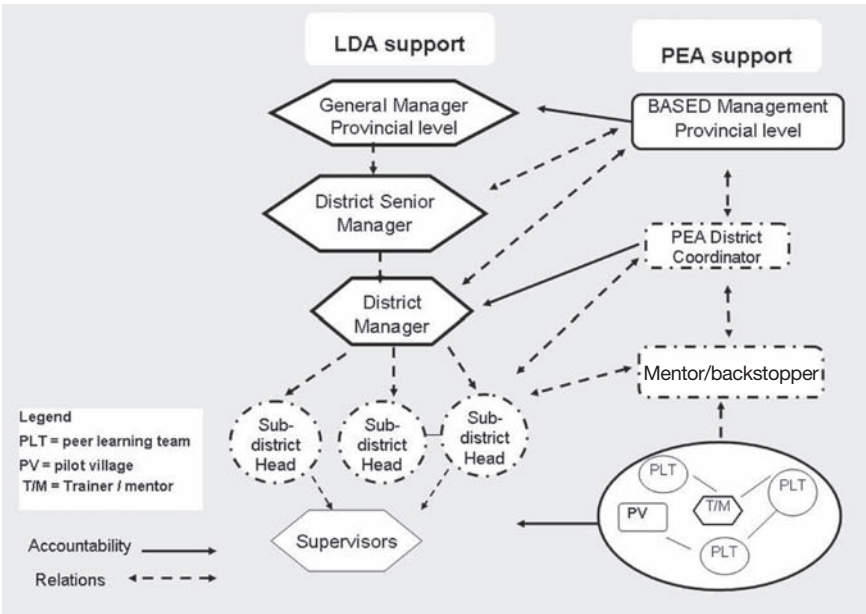 LDA support
PEA support
General Manager
Provincial level
BASED Management
Provincial level
District Senior
Manager
PEA District
Coordinator
District
Manager
Mentor/backstopper
Sub-
district
Head
Sub-
district
Head
Sub-
district
Head
Supervisors
PLT
PLT
T/M
PV
PLT
Legend
PLT = peer learning team
PV = pilot village
T/M = Trainer / mentor
Accountability
Relations